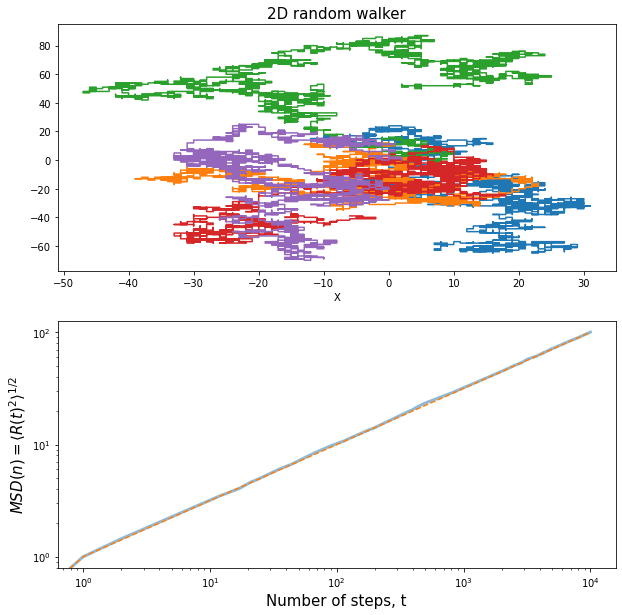 2D random walker
80
60
40
20
0
−20
−40
−60
−50 −40 −30 −20 −10 0 10 20 30
X
10²
10¹
10⁰
MSD(n) = ⟨R(t)²⟩^{1/2}
10⁰ 10¹ 10² 10³ 10⁴
Number of steps, t